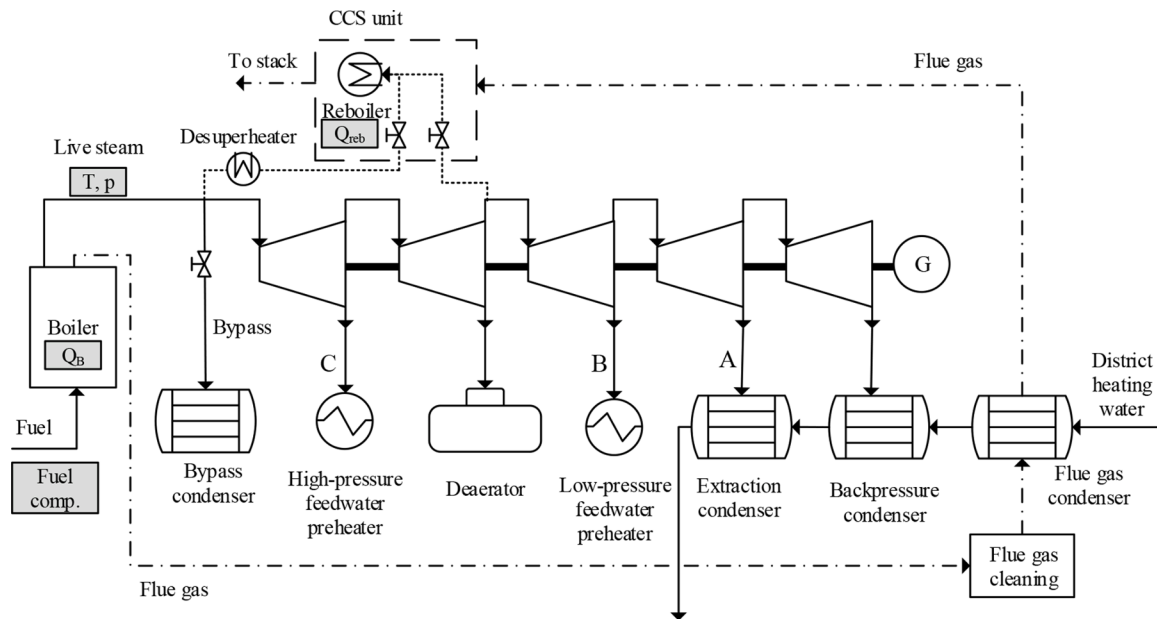 CCS unit
To stack
Flue gas
Reboiler
Q_reb
Desuperheater
Live steam
T, p
G
Boiler
Q_B
Bypass
C
B
A
District
heating
water
Fuel
Fuel
comp.
Bypass
condenser
High-pressure
feedwater
preheater
Deaerator
Low-pressure
feedwater
preheater
Extraction
condenser
Backpressure
condenser
Flue gas
condenser
Flue gas
cleaning
Flue gas